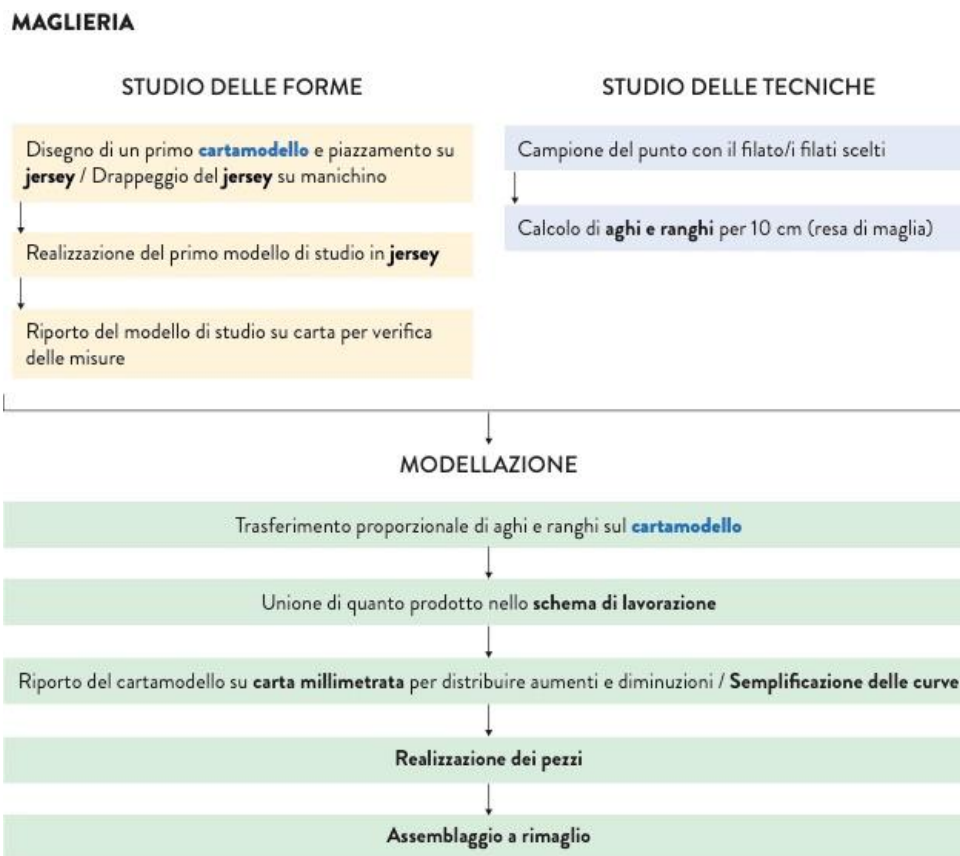 MAGLIERIA
STUDIO DELLE FORME
Disegno di un primo cartamodello e piazzamento su
jersey / Drappeggio del jersey su manichino
Realizzazione del primo modello di studio in jersey
Riporto del modello di studio su carta per verifica
delle misure
STUDIO DELLE TECNICHE
Campione del punto con il filato/i filati scelti
Calcolo di aghi e ranghi per 10 cm (resa di maglia)
MODELLAZIONE
Trasferimento proporzionale di aghi e ranghi sul cartamodello
Unione di quanto prodotto nello schema di lavorazione
Riporto del cartamodello su carta millimetrata per distribuire aumenti e diminuzioni / Semplificazione delle curve
Realizzazione dei pezzi
Assemblaggio a rimaglio